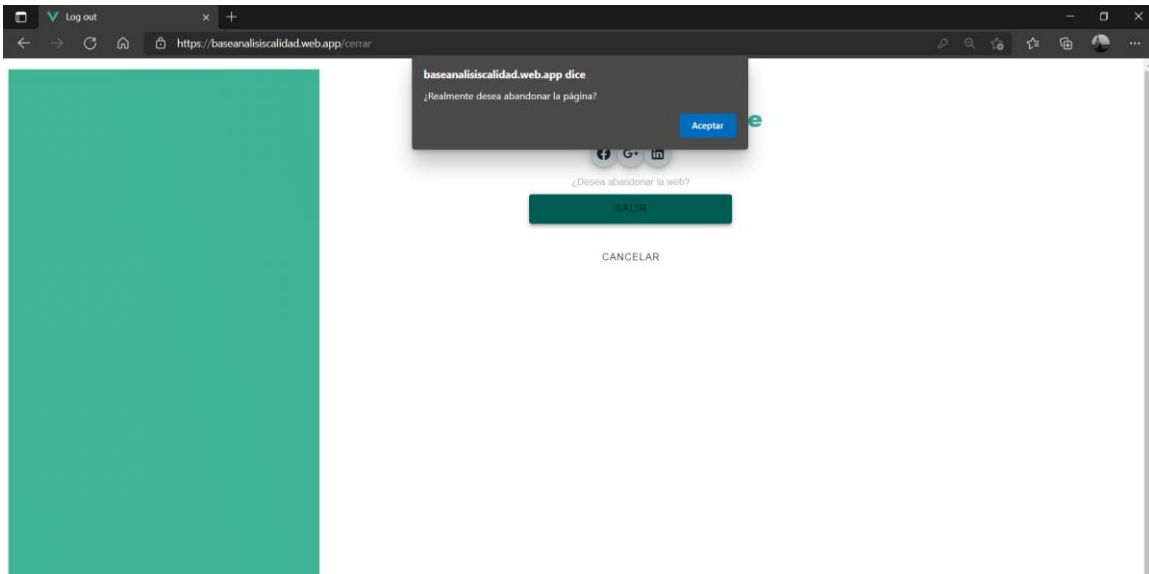 Log out
https://baseanalisiscalidad.web.app/cerrar
baseanalisiscalidad.web.app dice
¿Realmente desea abandonar la página?
Aceptar
G+ in
¿Desea abandonar la web?
SALIR
CANCELAR